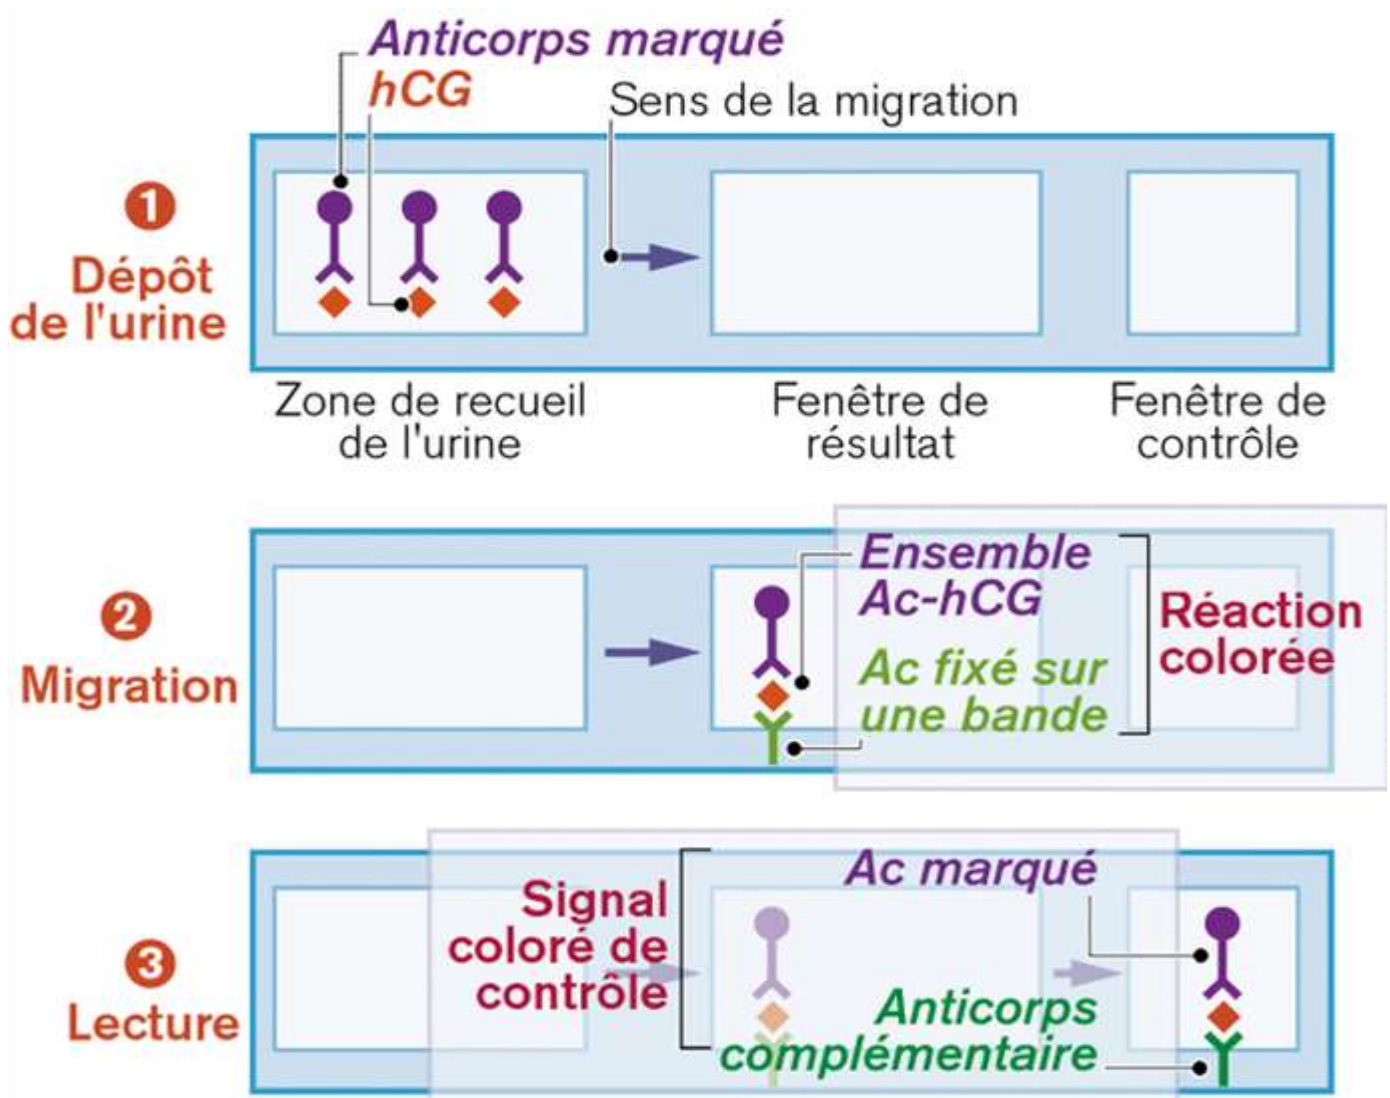 Anticorps marqué
hCG
Sens de la migration
1
Dépôt
de l'urine
Zone de recueil
de l'urine
Fenêtre de
résultat
Fenêtre de
contrôle
2
Migration
Ensemble
Ac-hCG
Ac fixé sur
une bande
Réaction
colorée
3
Lecture
Signal
coloré de
contrôle
Ac marqué
Anticorps
complémentaire